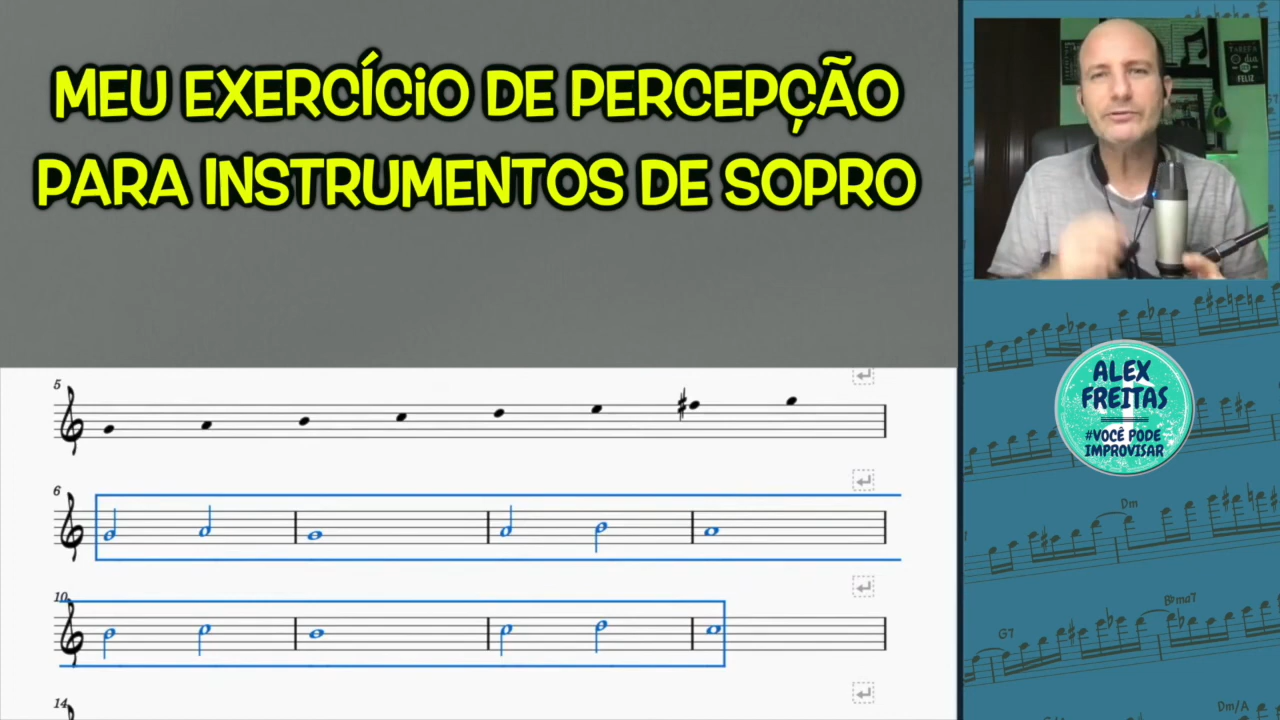 MEU EXERCÍCIO DE PERCEPÇÃO
PARA INSTRUMENTOS DE SOPRO
FELIZ
5
6
10
14
ALEX
FREITAS
#VOCÊ PODE
IMPROVISAR
Dm
G7
Dm/A